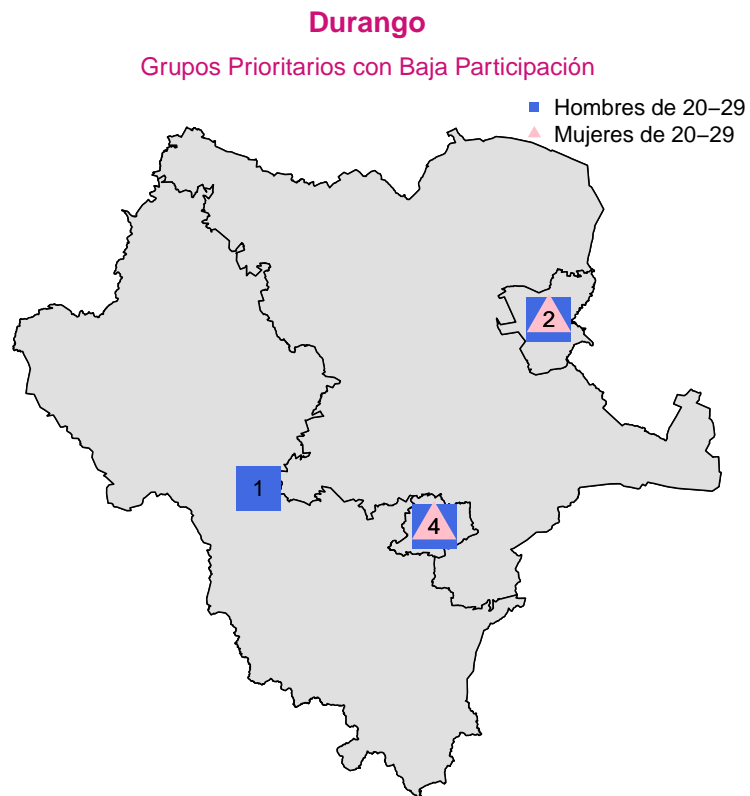 Durango
Grupos Prioritarios con Baja Participación
Hombres de 20−29
Mujeres de 20−29
2
1
4